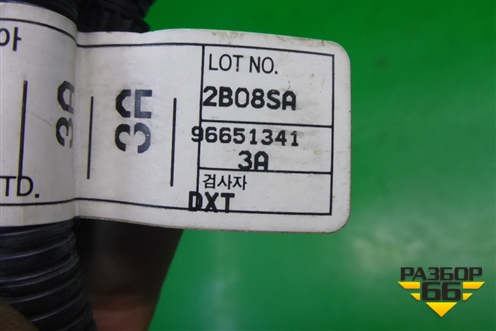 아
LOT NO.
2B08SA
96651341
3A
검사자
DXT
3A
3A
TD.
РАЗБОР
66